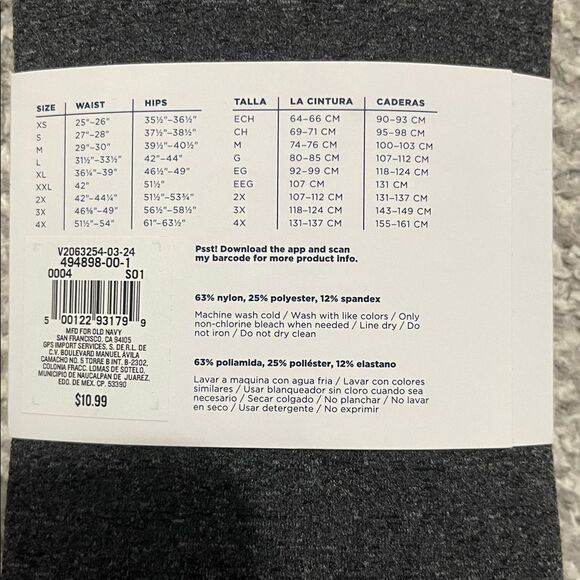 SIZE WAIST HIPS
XS 25"–26" 35½"–36½"
S 27"–28" 37½"–38½"
M 29"–30" 39½"–40½"
L 31½"–33½" 42"–44"
XL 36¼"–39" 46½"–49"
XXL 42" 51½"
2X 42"–44¼" 51½"–53¾"
3X 46⅝"–49" 56½"–58½"
4X 51½"–54" 61"–63½"
TALLA LA CINTURA CADERAS
ECH 64–66 CM 90–93 CM
CH 69–71 CM 95–98 CM
M 74–76 CM 100–103 CM
G 80–85 CM 107–112 CM
EG 92–99 CM 118–124 CM
EEG 107 CM 131 CM
2X 107–112 CM 131–137 CM
3X 118–124 CM 143–149 CM
4X 131–137 CM 155–161 CM
V2063254-03-24
494898-00-1
0004 S01
5 00122 93179 9
MFD FOR OLD NAVY
SAN FRANCISCO, CA 94105
GPS IMPORT SERVICES, S. DE R.L. DE
C.V. BOULEVARD MANUEL ÁVILA
CAMACHO NO. 5 TORRE B INT. B-2302,
COLONIA FRACC. LOMAS DE SOTELO,
MUNICIPIO DE NAUCALPAN DE JUAREZ,
EDO. DE MEX. CP. 53390
$10.99
Psst! Download the app and scan
my barcode for more product info.
63% nylon, 25% polyester, 12% spandex
Machine wash cold / Wash with like colors / Only
non-chlorine bleach when needed / Line dry / Do
not iron / Do not dry clean
63% poliamida, 25% poliéster, 12% elastano
Lavar a maquina con agua fria / Lavar con colores
similares / Usar blanqueador sin cloro cuando sea
necesario / Secar colgado / No planchar / No lavar
en seco / Usar detergente / No exprimir